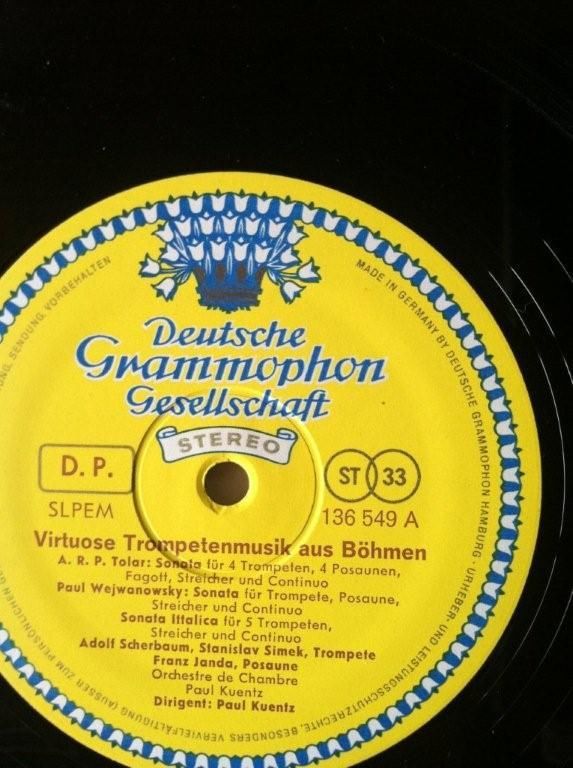 Deutsche
Grammophon
Gesellschaft
STEREO
D. P.
ST 33
SLPEM
136 549 A
Virtuose Trompetenmusik aus Böhmen
A. R. P. Tolar: Sonata für 4 Trompeten, 4 Posaunen,
Fagott, Streicher und Continuo
Paul Wejwanowsky: Sonata für Trompete, Posaune,
Streicher und Continuo
Sonata Ittalica für 5 Trompeten,
Streicher und Continuo
Adolf Scherbaum, Stanislav Simek, Trompete
Franz Janda, Posaune
Orchestre de Chambre
Paul Kuentz
Dirigent: Paul Kuentz
MADE IN GERMANY BY DEUTSCHE GRAMMOPHON HAMBURG · URHEBER- UND LEISTUNGSSCHUTZRECHTE, BESONDERS VERVIELFÄLTIGUNG (AUSSER ZUM PERSÖNLICHEN
SENDUNG, VORBEHALTEN